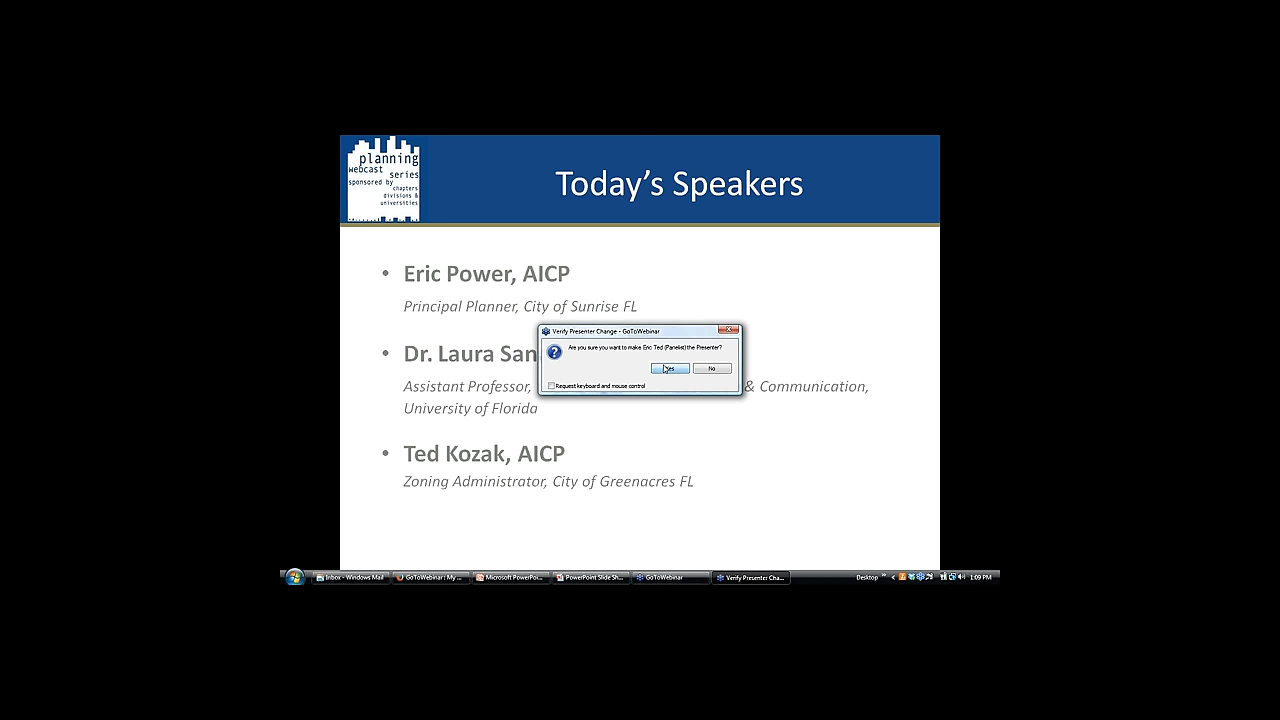 planning
webcast series
sponsored by
chapters
divisions &
universities
Today's Speakers
• Eric Power, AICP
Principal Planner, City of Sunrise FL
Verify Presenter Change - GoToWebinar
Are you sure you want to make Eric Ted (Panelist) the Presenter?
Yes
No
Request keyboard and mouse control
• Dr. Laura San
Assistant Professor, & Communication,
University of Florida
• Ted Kozak, AICP
Zoning Administrator, City of Greenacres FL
Inbox - Windows Mail
GoToWebinar : My ...
Microsoft PowerPoi...
PowerPoint Slide Sh...
GoToWebinar
Verify Presenter Cha...
Desktop
1:09 PM